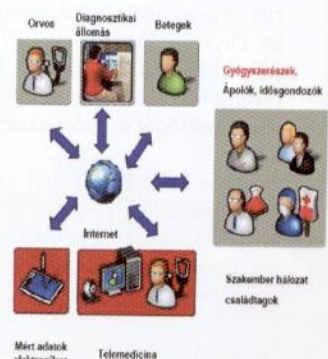 Orvos
Diagnosztikai
állomás
Betegek
Gyógyszerészek,
Ápolók, idősgondozók
Internet
Szakember hálózat
családtagok
Mért adatok
Telemedicina